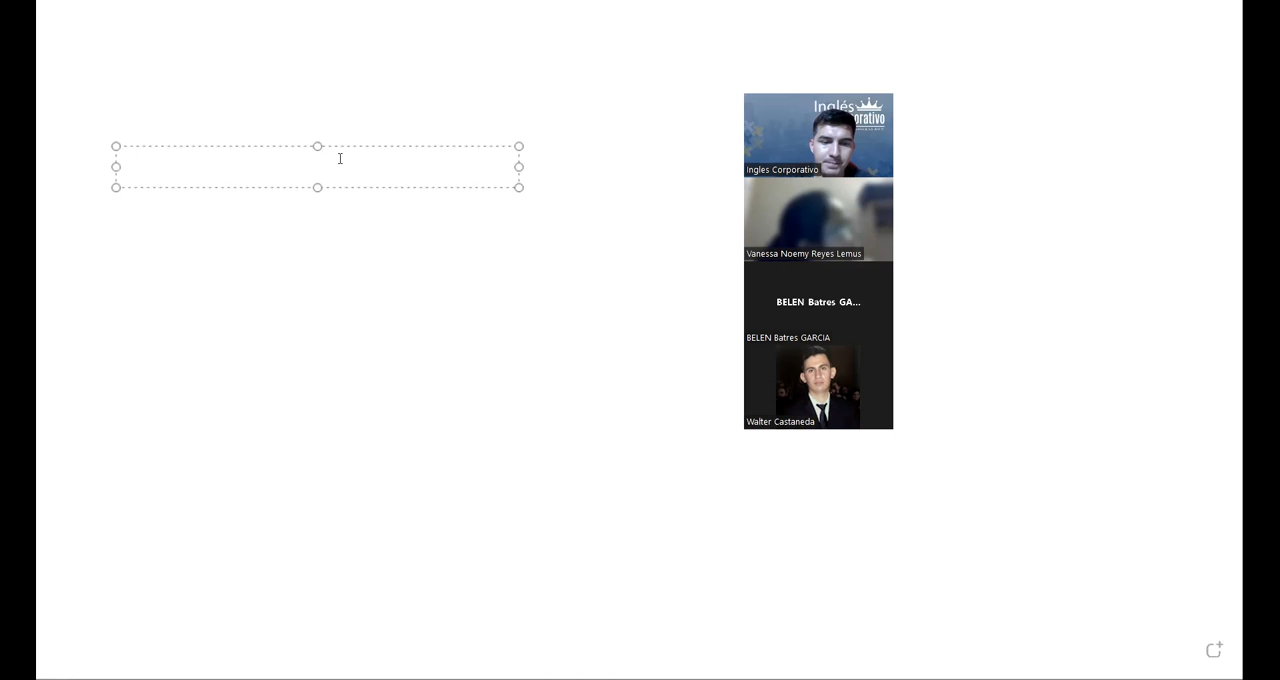 Inglés
orativo
Ingles Corporativo
Vanessa Noemy Reyes Lemus
BELEN Batres GA...
BELEN Batres GARCIA
Walter Castaneda